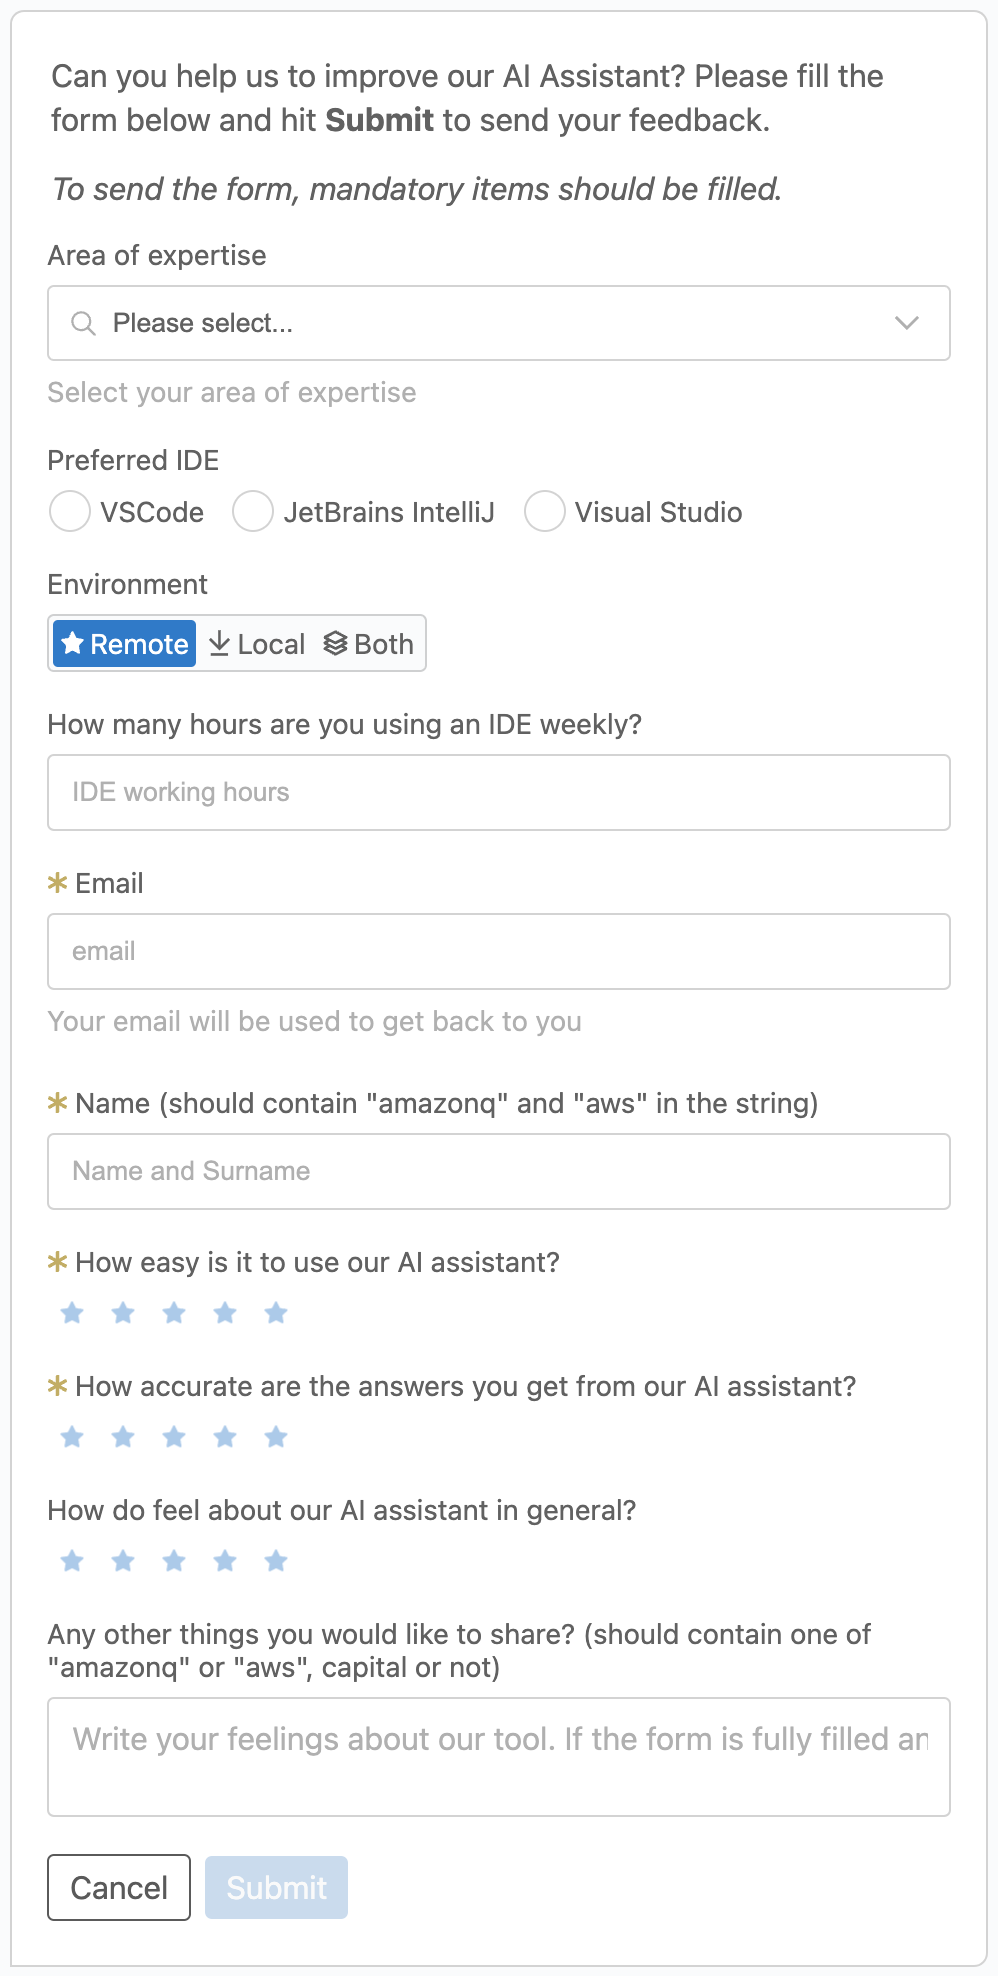 Can you help us to improve our AI Assistant? Please fill the
form below and hit Submit to send your feedback.
To send the form, mandatory items should be filled.
Area of expertise
Please select...
Select your area of expertise
Preferred IDE
VSCode JetBrains IntelliJ Visual Studio
Environment
Remote Local Both
How many hours are you using an IDE weekly?
IDE working hours
* Email
email
Your email will be used to get back to you
* Name (should contain "amazonq" and "aws" in the string)
Name and Surname
* How easy is it to use our AI assistant?
* How accurate are the answers you get from our AI assistant?
How do feel about our AI assistant in general?
Any other things you would like to share? (should contain one of
"amazonq" or "aws", capital or not)
Write your feelings about our tool. If the form is fully filled an
Cancel Submit